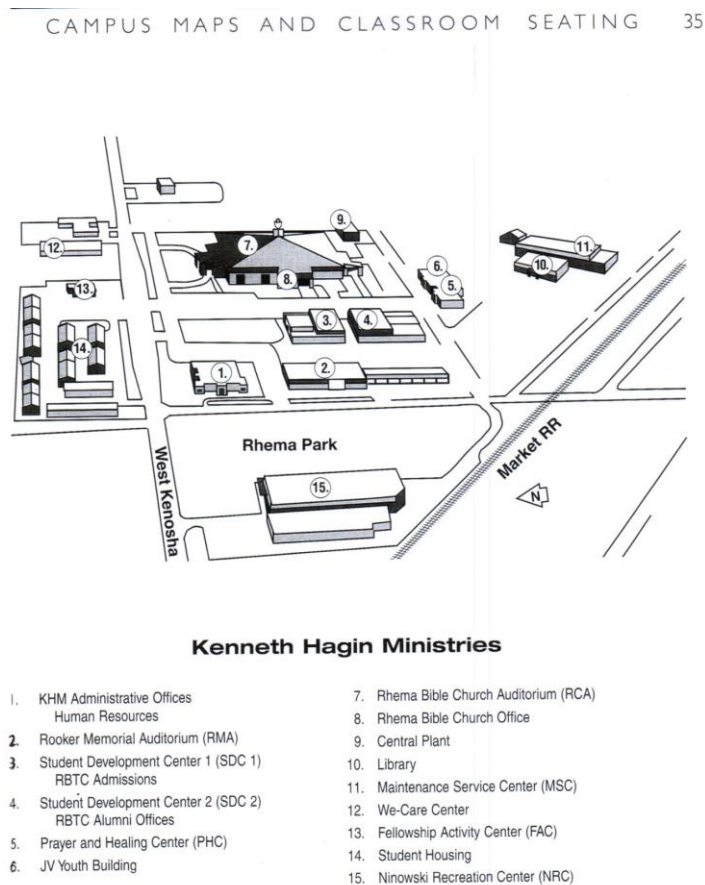 CAMPUS MAPS AND CLASSROOM SEATING 35
9.
7.
12.
6.
11.
10.
8.
5.
13.
3.
4.
14.
2.
1.
Rhema Park
Market RR
15.
N
West Kenosha
Kenneth Hagin Ministries
1. KHM Administrative Offices
Human Resources
2. Rooker Memorial Auditorium (RMA)
3. Student Development Center 1 (SDC 1)
RBTC Admissions
4. Student Development Center 2 (SDC 2)
RBTC Alumni Offices
5. Prayer and Healing Center (PHC)
6. JV Youth Building
7. Rhema Bible Church Auditorium (RCA)
8. Rhema Bible Church Office
9. Central Plant
10. Library
11. Maintenance Service Center (MSC)
12. We-Care Center
13. Fellowship Activity Center (FAC)
14. Student Housing
15. Ninowski Recreation Center (NRC)